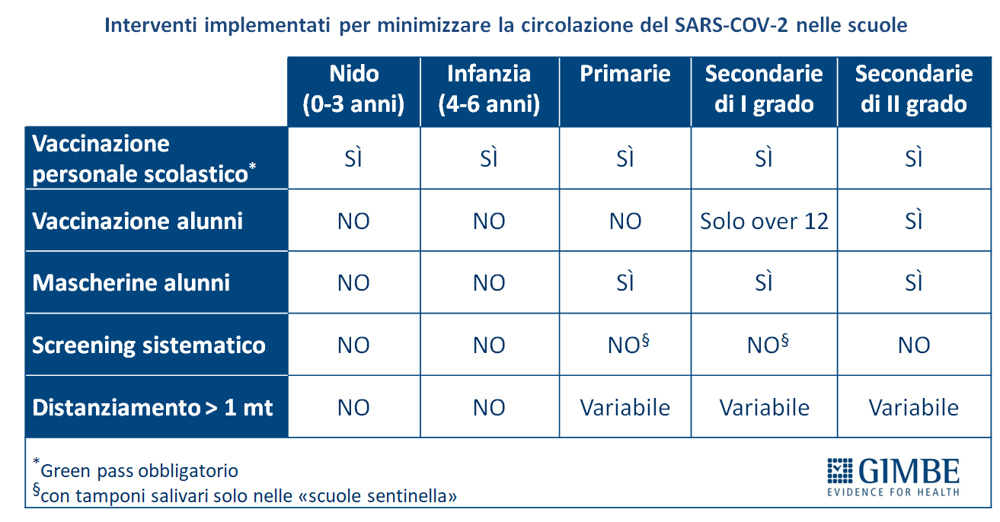 Interventi implementati per minimizzare la circolazione del SARS-COV-2 nelle scuole
Nido
(0-3 anni)
Infanzia
(4-6 anni)
Primarie
Secondarie
di I grado
Secondarie
di II grado
Vaccinazione
personale scolastico*
SÌ
SÌ
SÌ
SÌ
SÌ
Vaccinazione alunni
NO
NO
NO
Solo over 12
SÌ
Mascherine alunni
NO
NO
SÌ
SÌ
SÌ
Screening sistematico
NO
NO
NO§
NO§
NO
Distanziamento > 1 mt
NO
NO
Variabile
Variabile
Variabile
*Green pass obbligatorio
§con tamponi salivari solo nelle «scuole sentinella»
GIMBE
EVIDENCE FOR HEALTH